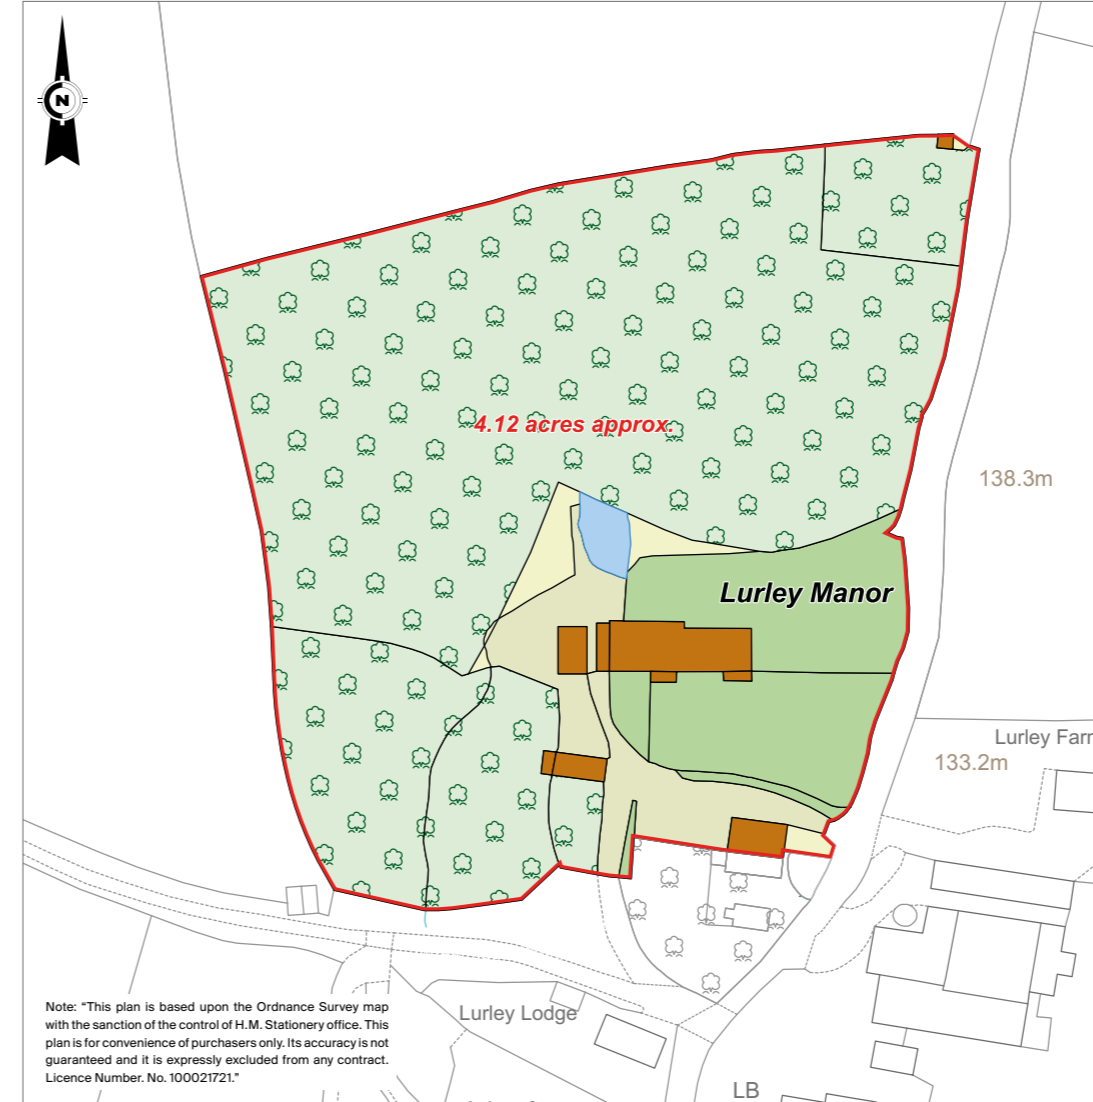 N
4.12 acres approx.
138.3m
Lurley Manor
Lurley Farm
133.2m
Note: “This plan is based upon the Ordnance Survey map
with the sanction of the control of H.M. Stationery office. This
plan is for convenience of purchasers only. Its accuracy is not
guaranteed and it is expressly excluded from any contract.
Licence Number. No. 100021721.”
Lurley Lodge
LB